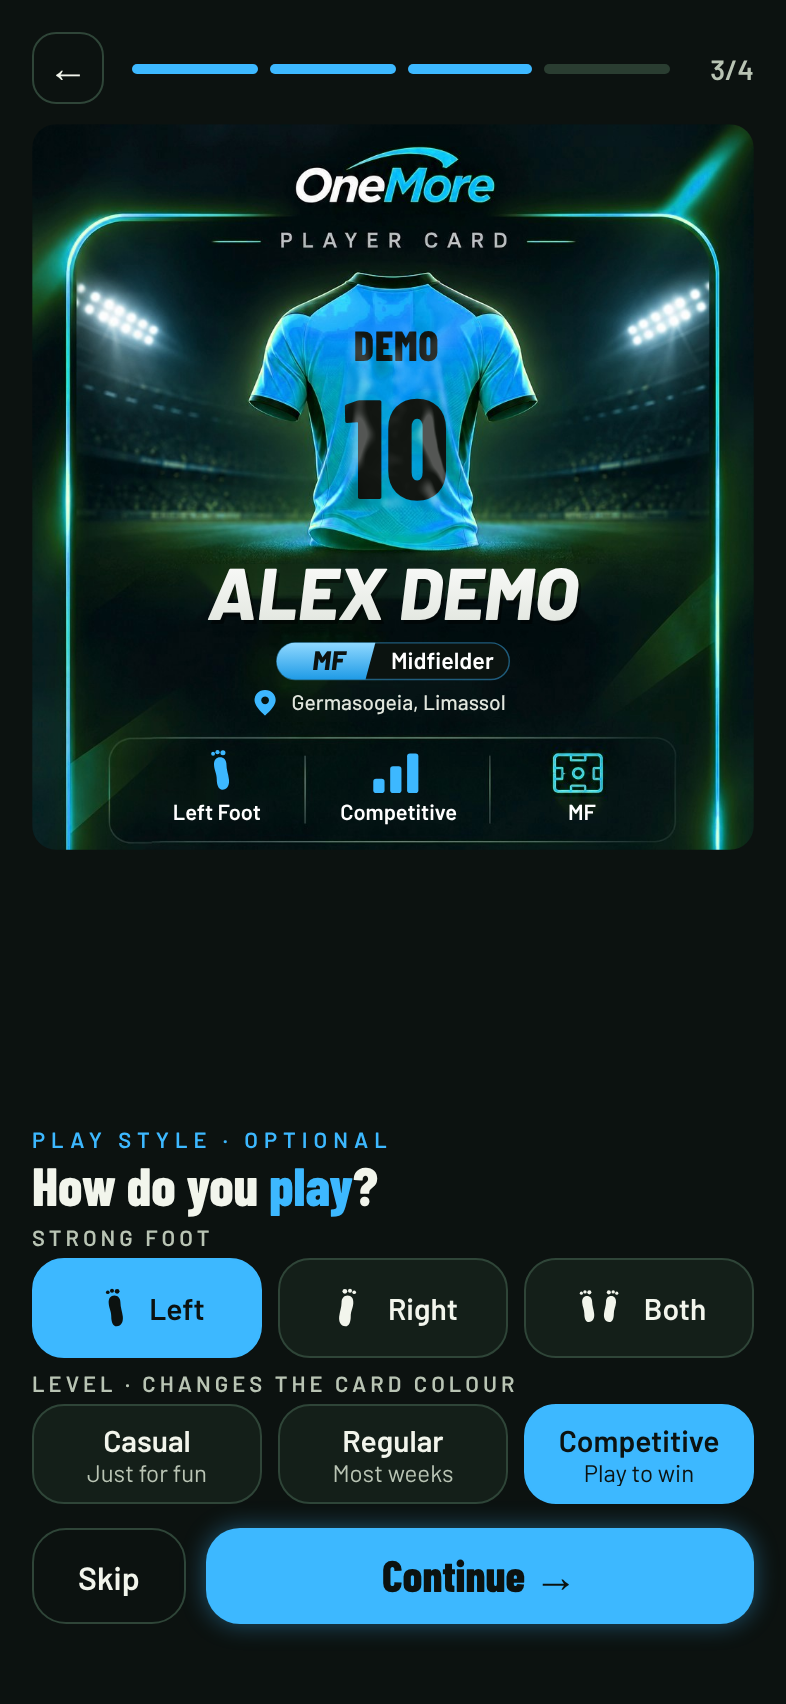 ←
3/4
OneMore
PLAYER CARD
DEMO
10
ALEX DEMO
MF Midfielder
Germasogeia, Limassol
Left Foot Competitive MF
PLAY STYLE · OPTIONAL
How do you play?
STRONG FOOT
Left Right Both
LEVEL · CHANGES THE CARD COLOUR
Casual Regular Competitive
Just for fun Most weeks Play to win
Skip Continue →